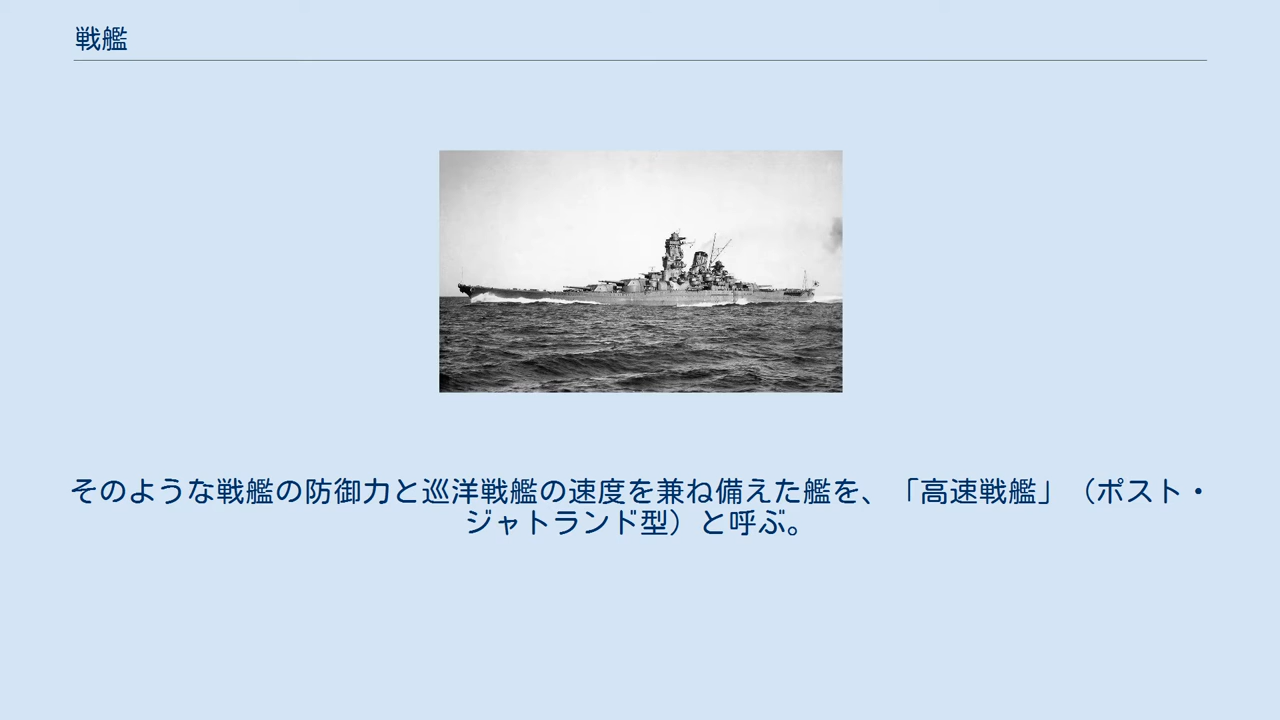 戦艦
そのような戦艦の防御力と巡洋戦艦の速度を兼ね備えた艦を、「高速戦艦」（ポスト・
ジャトランド型）と呼ぶ。